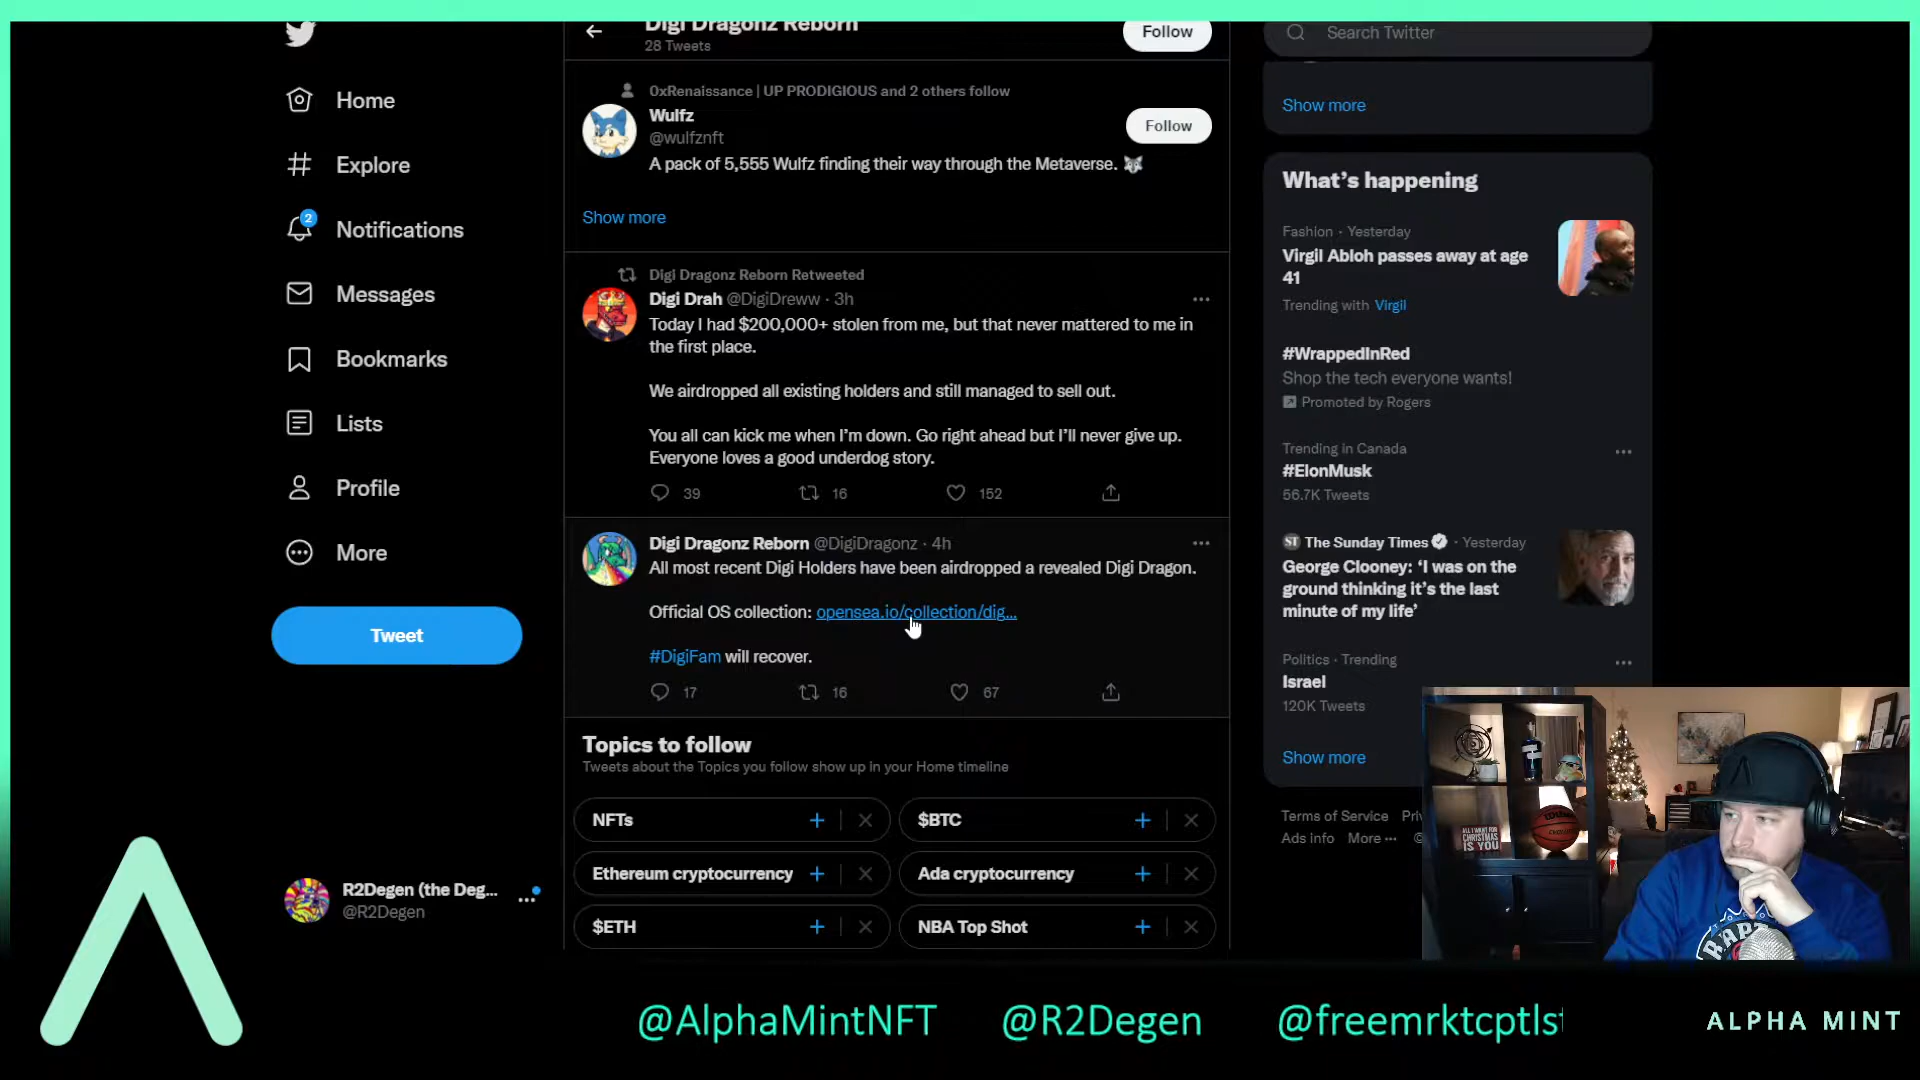 Digi Dragonz Reborn
28 Tweets
Follow
Search Twitter
Home
Explore
2
Notifications
Messages
Bookmarks
Lists
Profile
More
Tweet
R2Degen (the Deg...
@R2Degen
0xRenaissance | UP PRODIGIOUS and 2 others follow
Wulfz
@wulfznft
Follow
A pack of 5,555 Wulfz finding their way through the Metaverse.
Show more
Digi Dragonz Reborn Retweeted
Digi Drah @DigiDreww · 3h
Today I had $200,000+ stolen from me, but that never mattered to me in
the first place.
We airdropped all existing holders and still managed to sell out.
You all can kick me when I'm down. Go right ahead but I'll never give up.
Everyone loves a good underdog story.
39 16 152
Digi Dragonz Reborn @DigiDragonz · 4h
All most recent Digi Holders have been airdropped a revealed Digi Dragon.
Official OS collection: opensea.io/collection/dig...
#DigiFam will recover.
17 16 67
Topics to follow
Tweets about the Topics you follow show up in your Home timeline
NFTs
$BTC
Ethereum cryptocurrency
Ada cryptocurrency
$ETH
NBA Top Shot
Show more
What's happening
Fashion · Yesterday
Virgil Abloh passes away at age
41
Trending with Virgil
#WrappedInRed
Shop the tech everyone wants!
Promoted by Rogers
Trending in Canada
#ElonMusk
56.7K Tweets
The Sunday Times · Yesterday
George Clooney: 'I was on the
ground thinking it's the last
minute of my life'
Politics · Trending
Israel
120K Tweets
Show more
Terms of Service Priv
Ads info More ···
ALL I WANT FOR
CHRISTMAS
IS YOU
@AlphaMintNFT
@R2Degen
@freemrktcptlst
ALPHA MINT